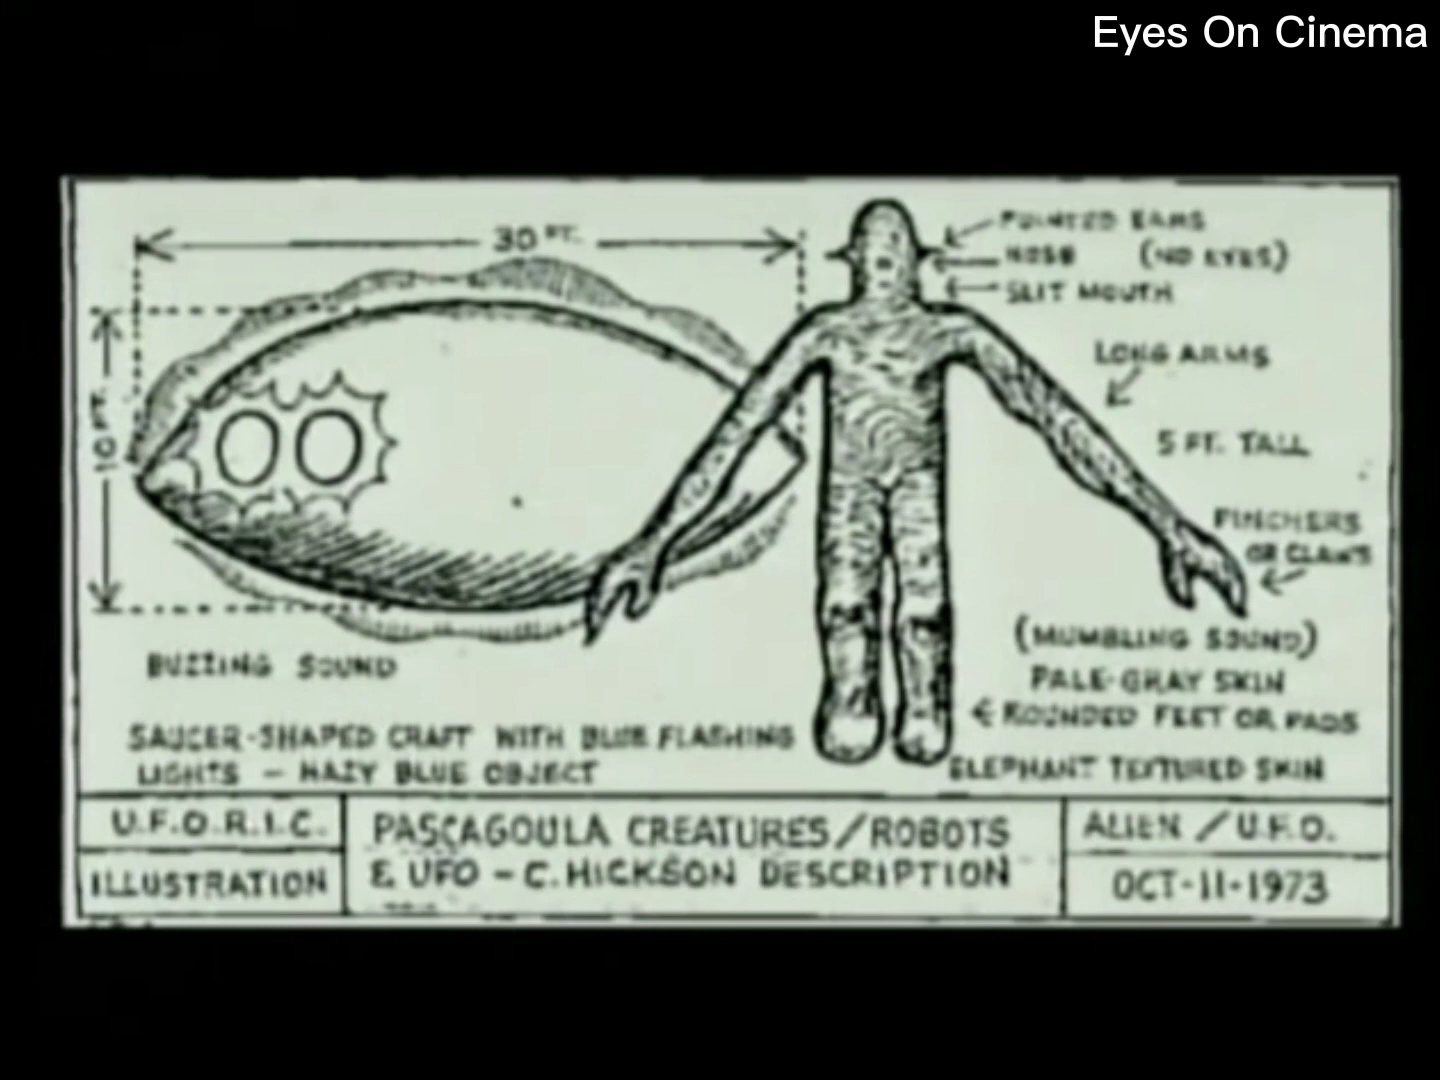 Eyes On Cinema
30 FT.
10 FT.
POINTED EARS
NOSE (NO EYES)
SLIT MOUTH
LONG ARMS
5 FT. TALL
PINCHERS
OR CLAWS
(MUMBLING SOUND)
PALE-GRAY SKIN
ROUNDED FEET OR PADS
ELEPHANT TEXTURED SKIN
BUZZING SOUND
SAUCER-SHAPED CRAFT WITH BLUE FLASHING
LIGHTS - HAZY BLUE OBJECT
U.F.O.R.I.C.
ILLUSTRATION
PASCAGOULA CREATURES/ROBOTS
& UFO - C. HICKSON DESCRIPTION
ALIEN / U.F.O.
OCT-11-1973